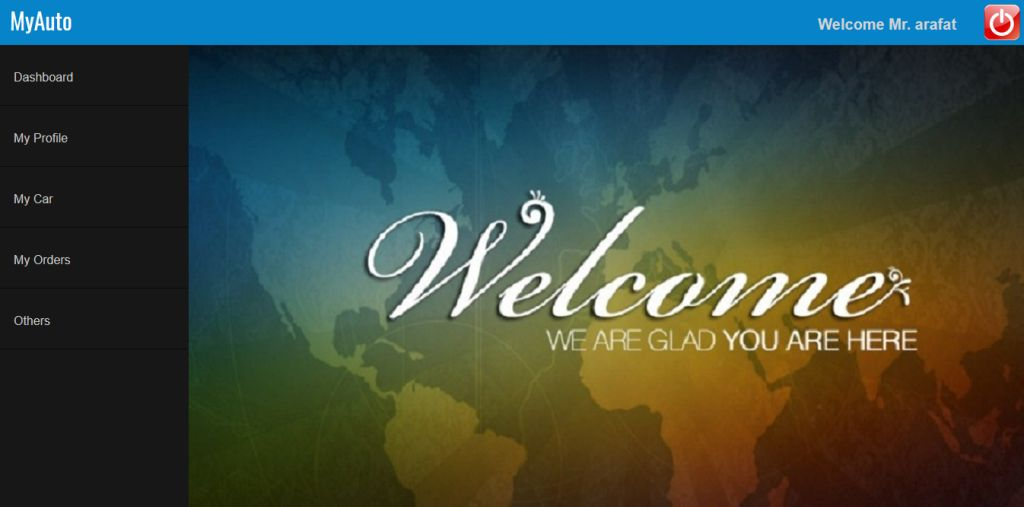 MyAuto
Welcome Mr. arafat
Dashboard
My Profile
My Car
My Orders
Others
Welcome
WE ARE GLAD YOU ARE HERE